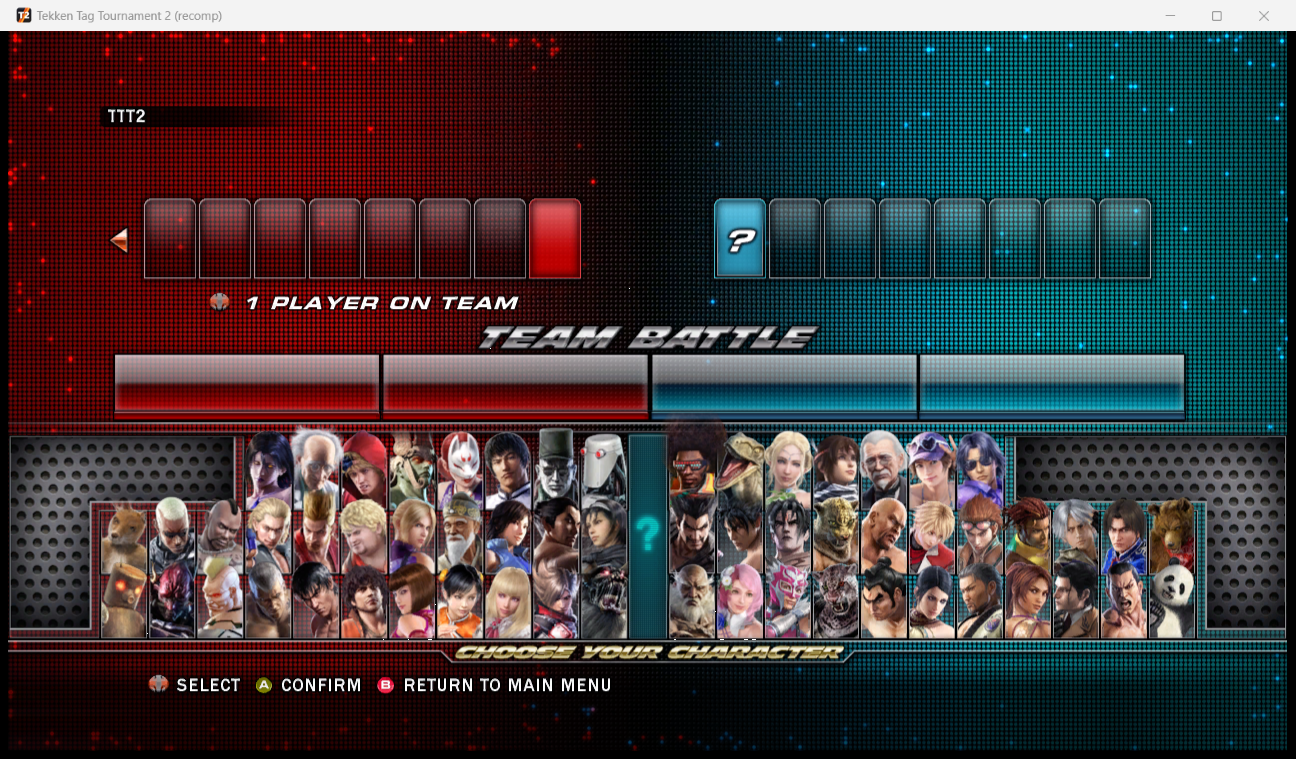 Tekken Tag Tournament 2 (recomp)
TTT2
?
1 PLAYER ON TEAM
TEAM BATTLE
?
CHOOSE YOUR CHARACTER
SELECT A CONFIRM B RETURN TO MAIN MENU